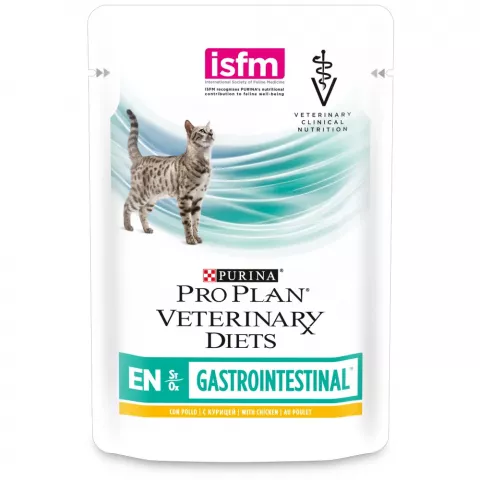 isfm
International Society of Feline Medicine
ISFM recognises PURINA's nutritional
contribution to feline well-being
VETERINARY
CLINICAL
NUTRITION
PURINA®
PRO PLAN®
VETERINARY
DIETS
EN St/Ox GASTROINTESTINAL
CON POLLO | С КУРИЦЕЙ | WITH CHICKEN | AU POULET